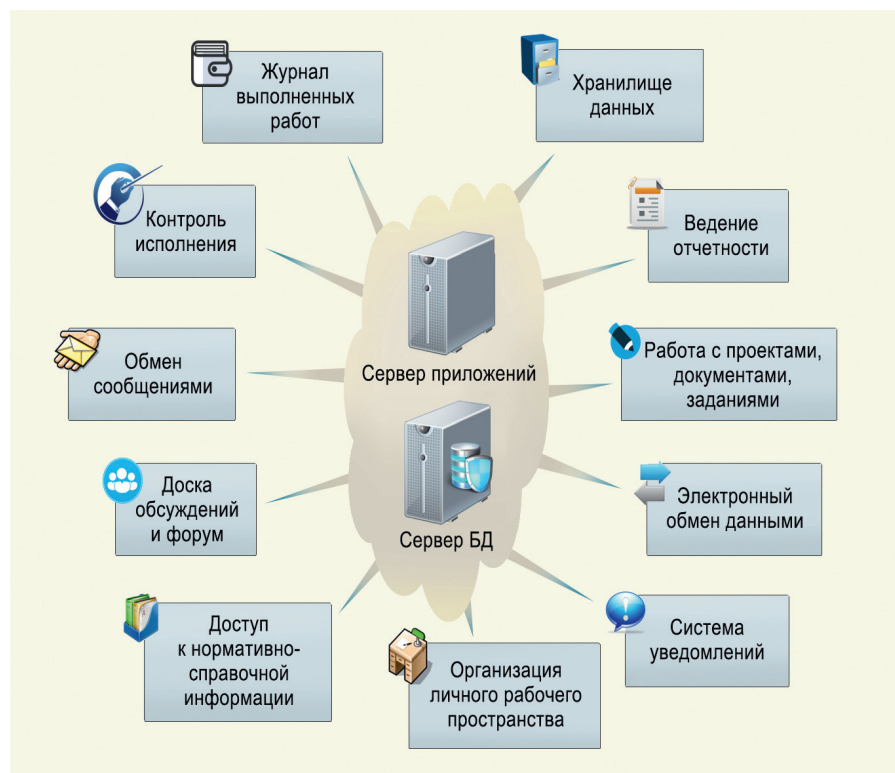 Журнал
выполненных
работ
Хранилище
данных
Контроль
исполнения
Ведение
отчетности
Обмен
сообщениями
Сервер приложений
Работа с проектами,
документами,
заданиями
Доска
обсуждений
и форум
Сервер БД
Электронный
обмен данными
Доступ
к нормативно-
справочной
информации
Организация
личного рабочего
пространства
Система
уведомлений